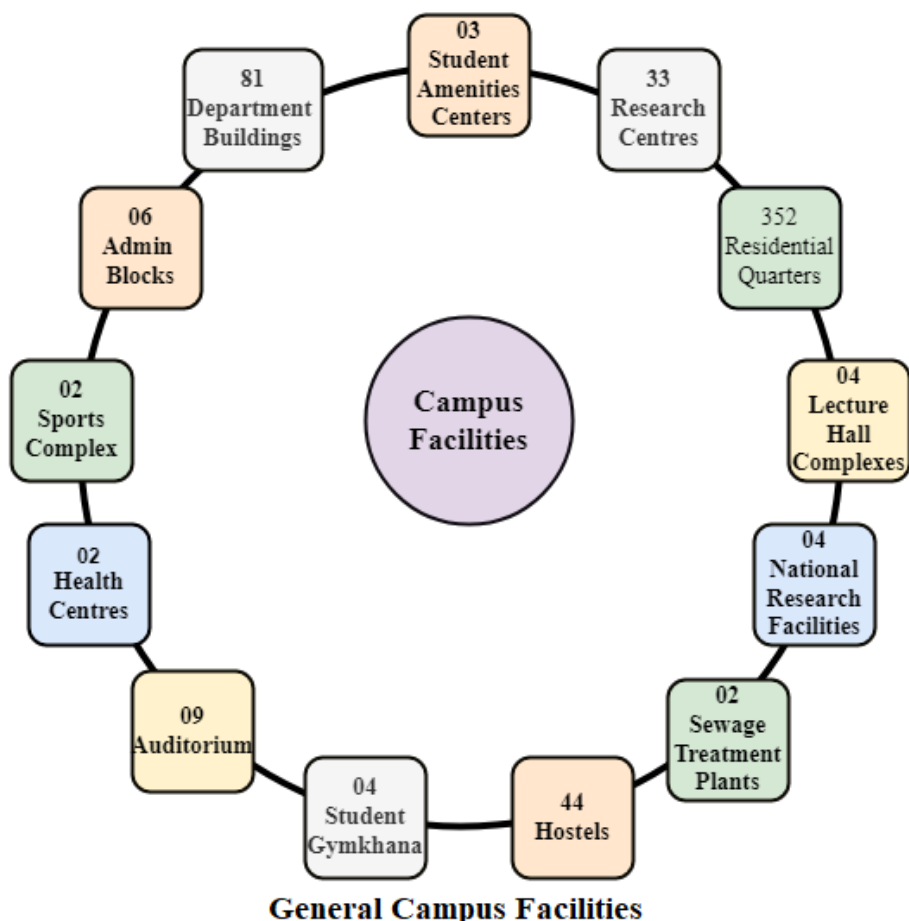 03
Student
Amenities
Centers
33
Research
Centres
352
Residential
Quarters
04
Lecture
Hall
Complexes
04
National
Research
Facilities
02
Sewage
Treatment
Plants
44
Hostels
04
Student
Gymkhana
09
Auditorium
02
Health
Centres
02
Sports
Complex
06
Admin
Blocks
81
Department
Buildings
Campus
Facilities
General Campus Facilities